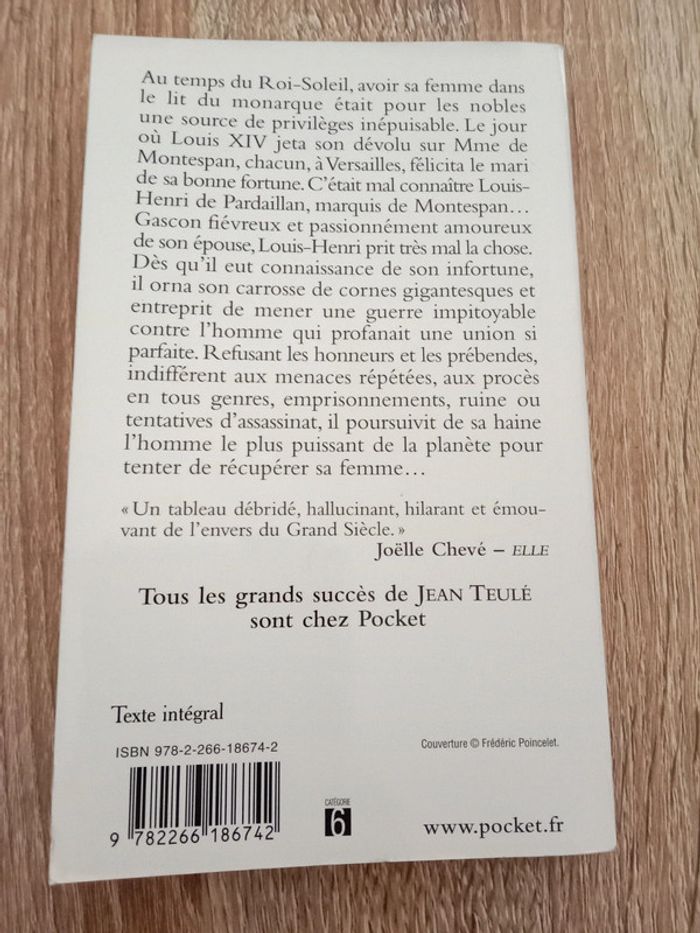 Au temps du Roi-Soleil, avoir sa femme dans
le lit du monarque était pour les nobles
une source de privilèges inépuisable. Le jour
où Louis XIV jeta son dévolu sur Mme de
Montespan, chacun, à Versailles, félicita le mari
de sa bonne fortune. C’était mal connaître Louis-
Henri de Pardaillan, marquis de Montespan…
Gascon fiévreux et passionnément amoureux
de son épouse, Louis-Henri prit très mal la chose.
Dès qu’il eut connaissance de son infortune,
il orna son carrosse de cornes gigantesques et
entreprit de mener une guerre impitoyable
contre l’homme qui profanait une union si
parfaite. Refusant les honneurs et les prébendes,
indifférent aux menaces répétées, aux procès
en tous genres, emprisonnements, ruine ou
tentatives d’assassinat, il poursuivit de sa haine
l’homme le plus puissant de la planète pour
tenter de récupérer sa femme…
« Un tableau débridé, hallucinant, hilarant et émou-
vant de l’envers du Grand Siècle. »
Joëlle Chevé – ELLE
Tous les grands succès de JEAN TEULÉ
sont chez Pocket
Texte intégral
ISBN 978-2-266-18674-2
Couverture © Frédéric Poincelet.
9 782266 186742
CATÉGORIE
6
www.pocket.fr